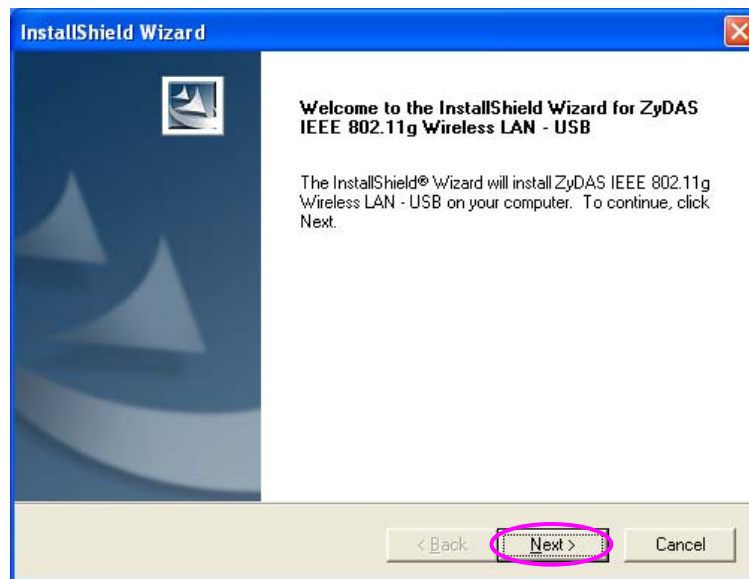 InstallShield Wizard
Welcome to the InstallShield Wizard for ZyDAS
IEEE 802.11g Wireless LAN - USB
The InstallShield® Wizard will install ZyDAS IEEE 802.11g
Wireless LAN - USB on your computer. To continue, click
Next.
< Back Next > Cancel